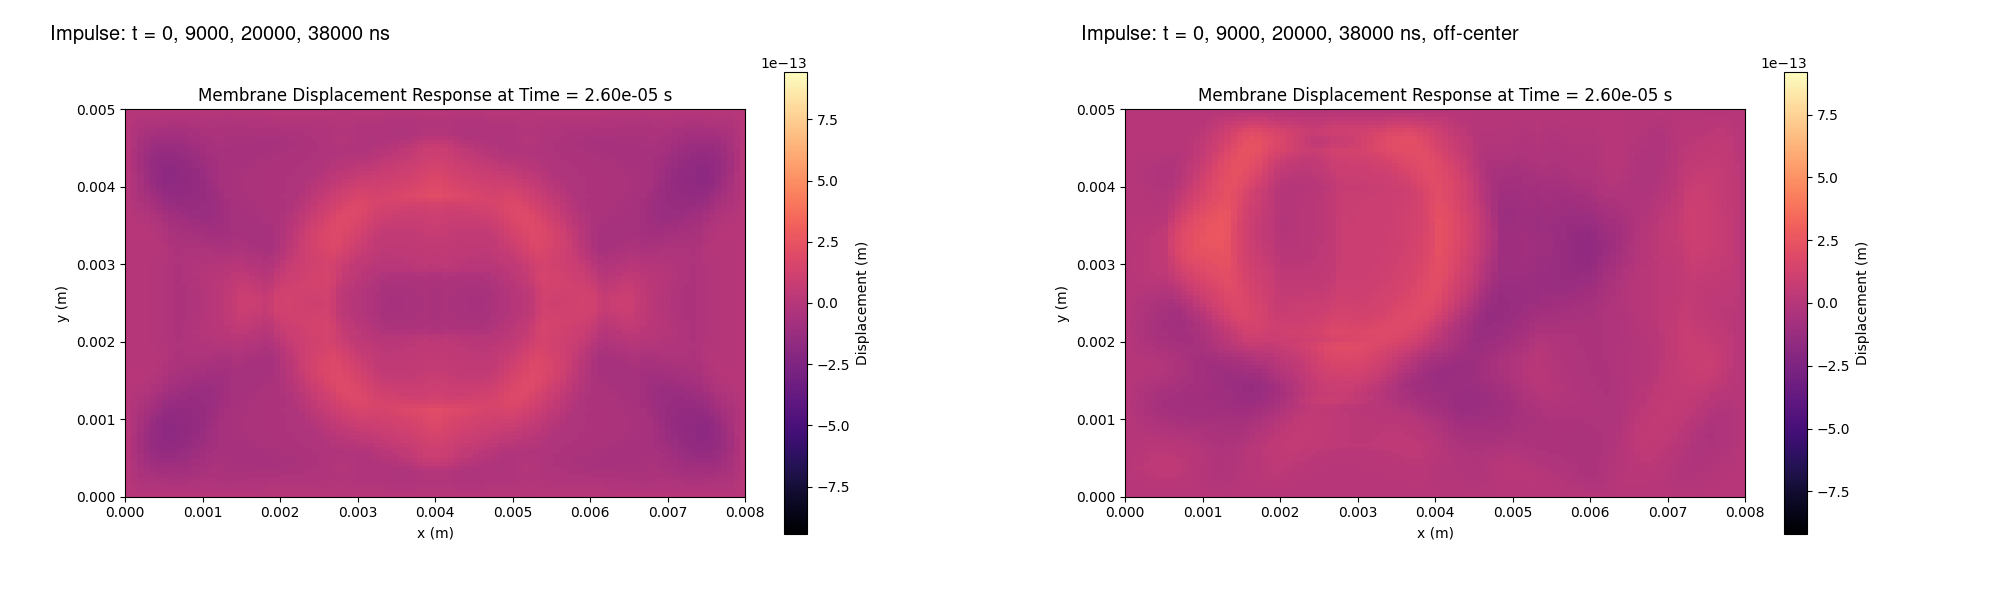 Impulse: t = 0, 9000, 20000, 38000 ns
1e−13
Membrane Displacement Response at Time = 2.60e-05 s
0.005
0.004
0.003
0.002
0.001
0.000
y (m)
0.000 0.001 0.002 0.003 0.004 0.005 0.006 0.007 0.008
x (m)
7.5
5.0
2.5
0.0
−2.5
−5.0
−7.5
Displacement (m)
Impulse: t = 0, 9000, 20000, 38000 ns, off-center
1e−13
Membrane Displacement Response at Time = 2.60e-05 s
0.005
0.004
0.003
0.002
0.001
0.000
y (m)
0.000 0.001 0.002 0.003 0.004 0.005 0.006 0.007 0.008
x (m)
7.5
5.0
2.5
0.0
−2.5
−5.0
−7.5
Displacement (m)